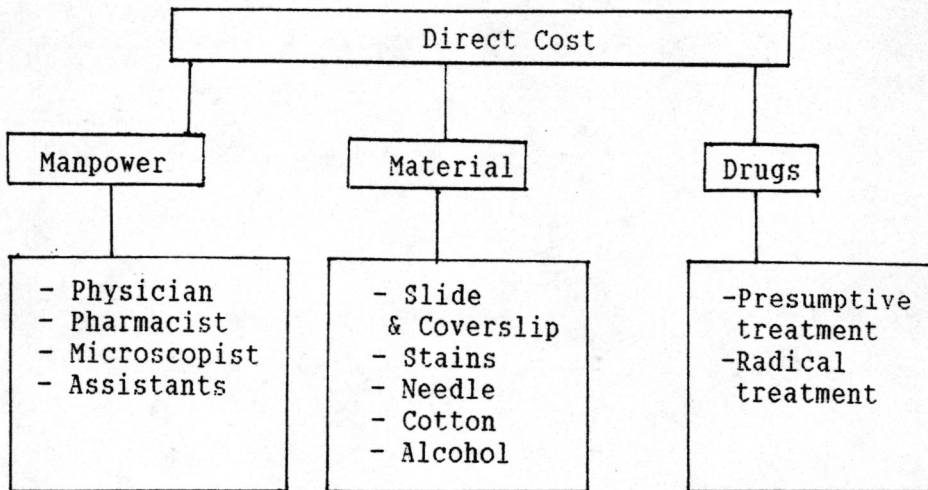 Direct Cost
Manpower
Material
Drugs
- Physician
- Pharmacist
- Microscopist
- Assistants
- Slide
& Coverslip
- Stains
- Needle
- Cotton
- Alcohol
-Presumptive
treatment
-Radical
treatment